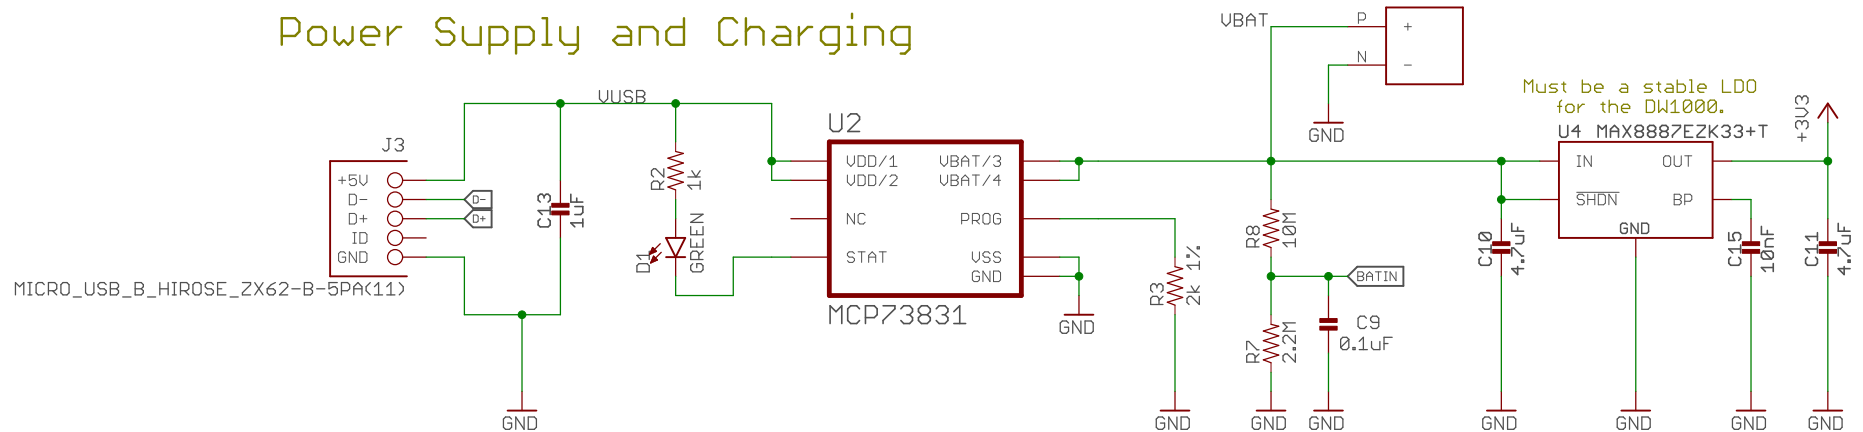 Power Supply and Charging
VBAT
P
+
N
-
GND
Must be a stable LDO
for the DW1000.
+3V3
U4 MAX8887EZK33+T
IN
OUT
SHDN
BP
GND
C10
4.7uF
C15
10nF
C11
4.7uF
GND
GND
GND
GND
VUSB
J3
+5V
D-
D+
ID
GND
D-
D+
MICRO_USB_B_HIROSE_ZX62-B-5PA(11)
C13
1uF
R2
1k
D1
GREEN
GND
U2
VDD/1
VDD/2
NC
STAT
VBAT/3
VBAT/4
PROG
VSS
GND
MCP73831
GND
R3
2k 1%
GND
R8
10M
BATIN
R7
2.2M
C9
0.1uF
GND
GND